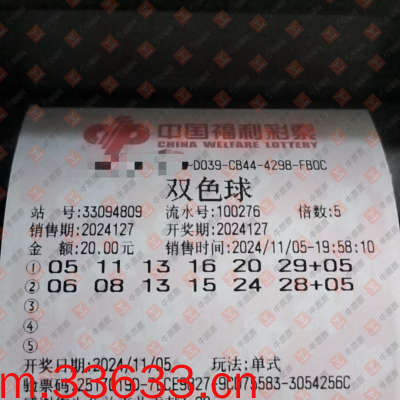 中国福利彩票
CHINA WELFARE LOTTERY
-D039-CB44-4298-FB0C
双色球
站 号:33094809 流水号:100276 倍数:5
销售期:2024127 开奖期:2024127
金 额:20.00元 销售时间:2024/11/05-19:58:10
① 05 11 13 16 20 29+05
② 06 08 13 15 24 28+05
③
④
⑤
开奖日期:2024/11/05 玩法:单式
验票码:
-3054256C
m.33633.cn